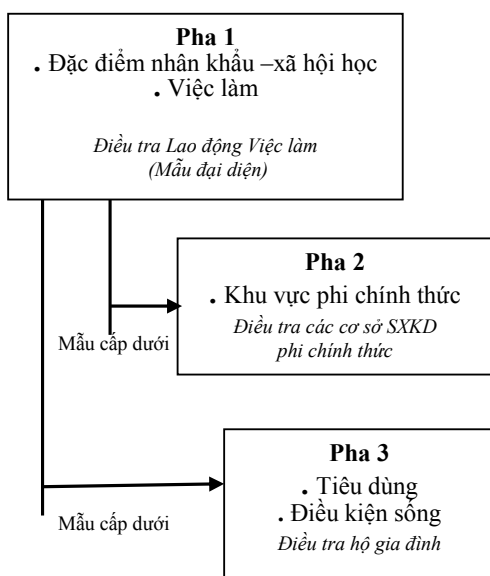 Pha 1
. Đặc điểm nhân khẩu –xã hội học
. Việc làm
Điều tra Lao động Việc làm
(Mẫu đại diện)
Pha 2
. Khu vực phi chính thức
Điều tra các cơ sở SXKD
phi chính thức
Mẫu cấp dưới
Pha 3
. Tiêu dùng
. Điều kiện sống
Điều tra hộ gia đình
Mẫu cấp dưới